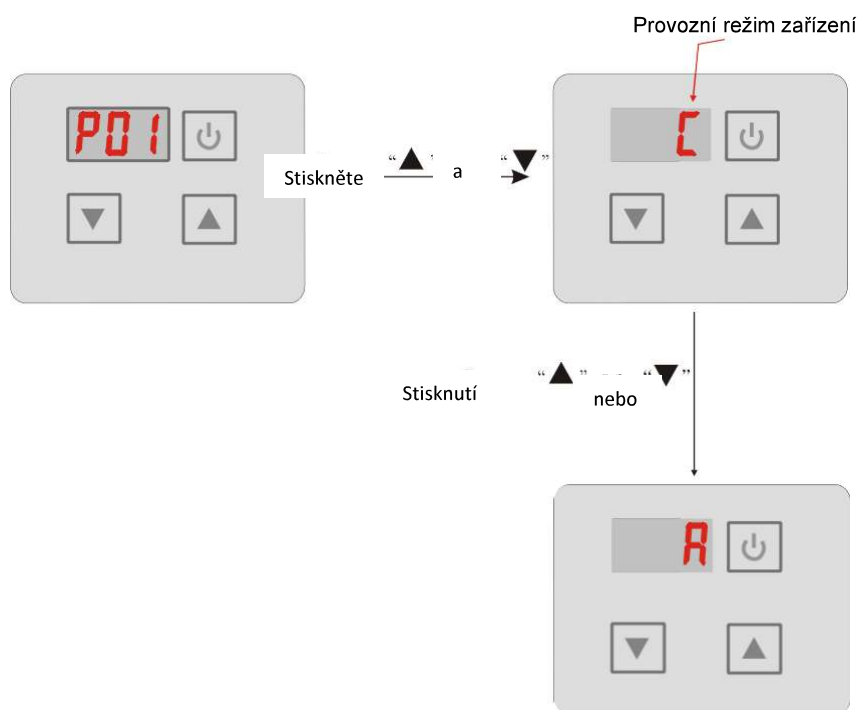 Provozní režim zařízení
P01
C
Stiskněte “▲” a “▼”
Stisknutí “▲” nebo “▼”
A